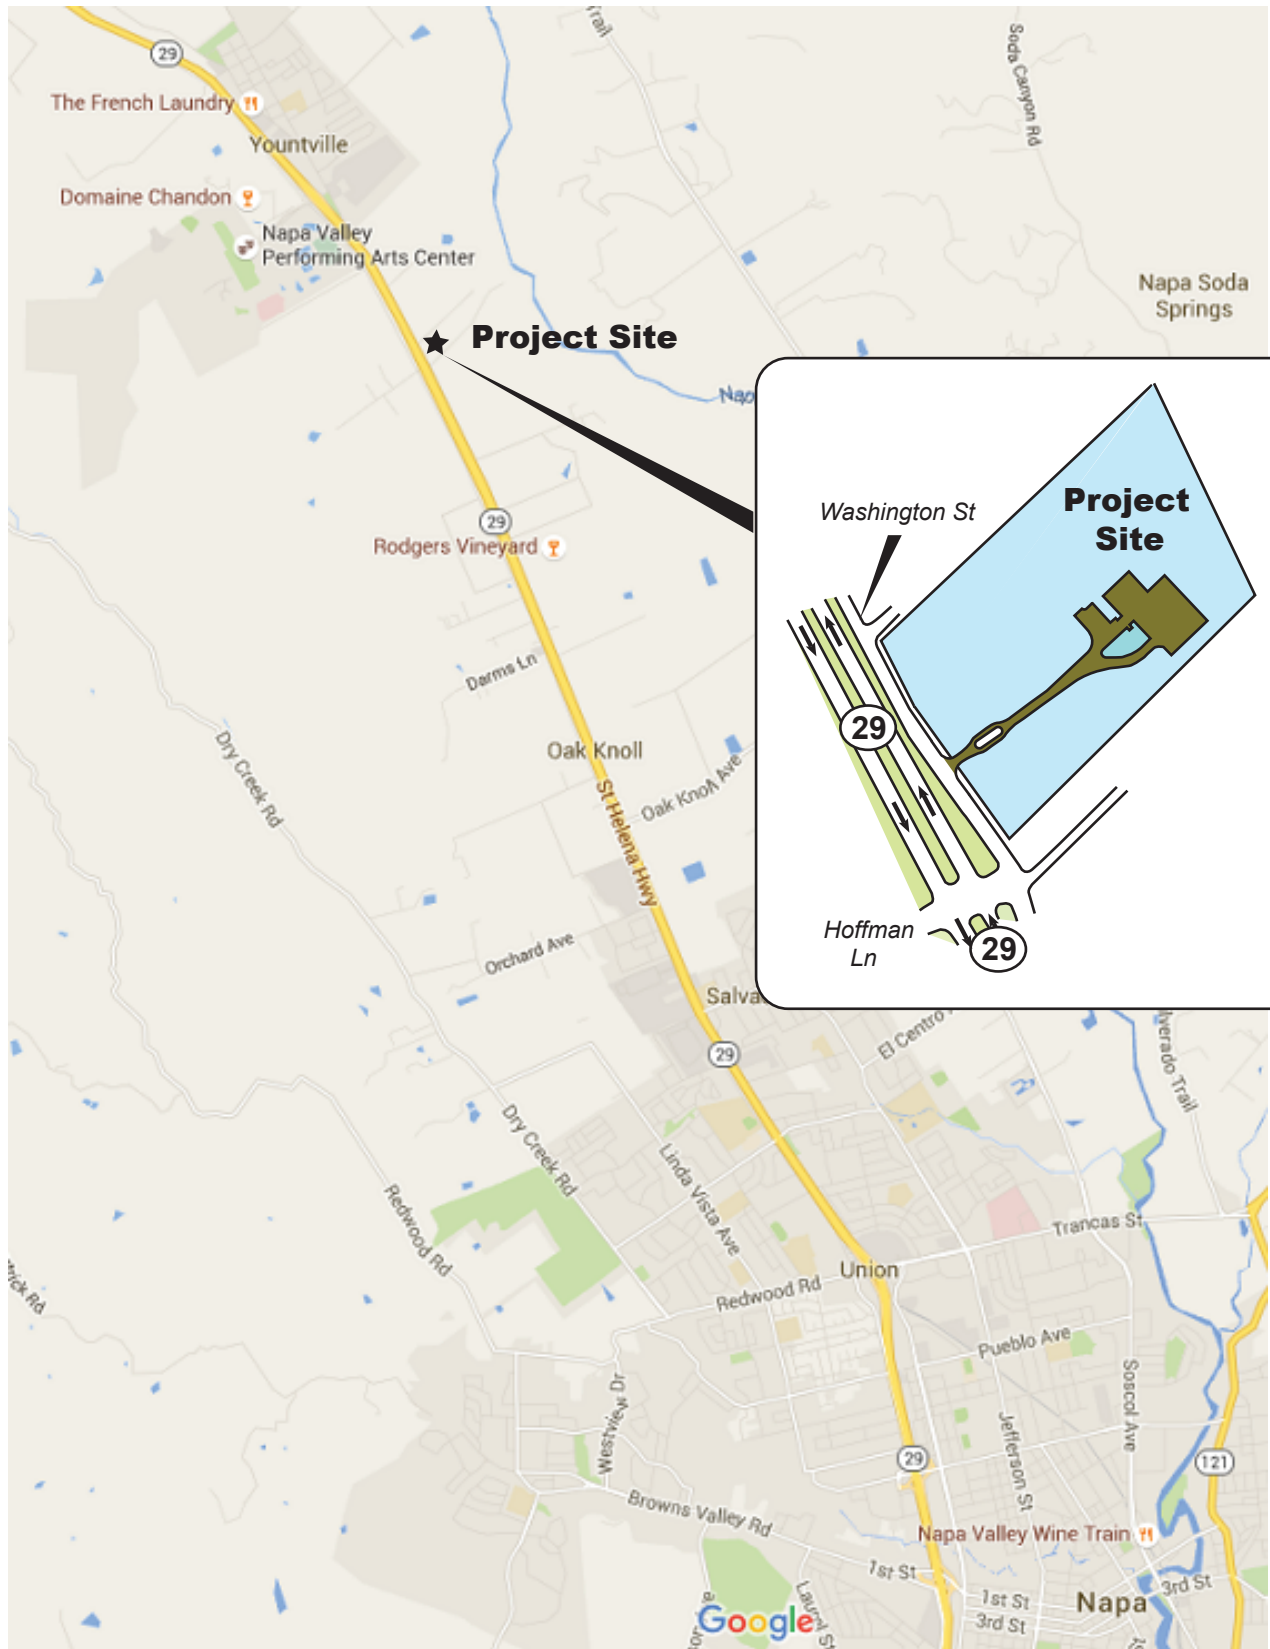 29
Trail
Soda Canyon Rd
The French Laundry
Yountville
Domaine Chandon
Napa Valley
Performing Arts Center
Napa Soda
Springs
Project Site
Project
Site
Washington St
29
Rodgers Vineyard
Darms Ln
29
Dry Creek Rd
Oak Knoll
Oak Knoll Ave
St Helena Hwy
Hoffman
Ln
29
Orchard Ave
29
El Centro
Dry Creek Rd
Linda Vista Ave
Redwood Rd
Trancas St
Union
Redwood Rd
Pueblo Ave
Soscol Ave
Westview Dr
Jefferson St
29
121
Browns Valley Rd
Napa Valley Wine Train
1st St
3rd St
1st St
Napa
3rd St
Google